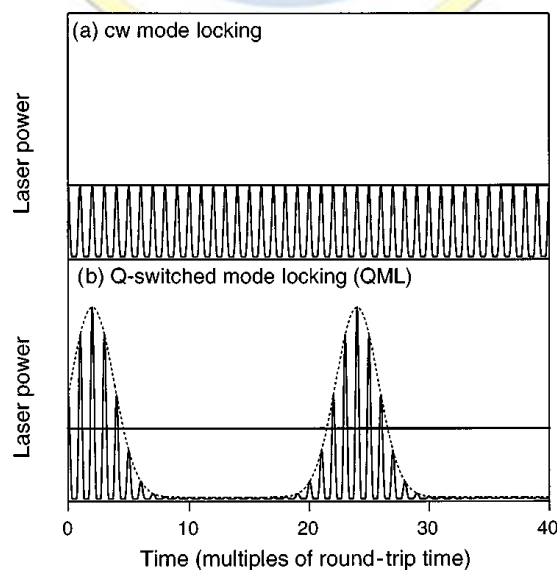 (a) cw mode locking
Laser power
(b) Q-switched mode locking (QML)
Laser power
0 10 20 30 40
Time (multiples of round-trip time)